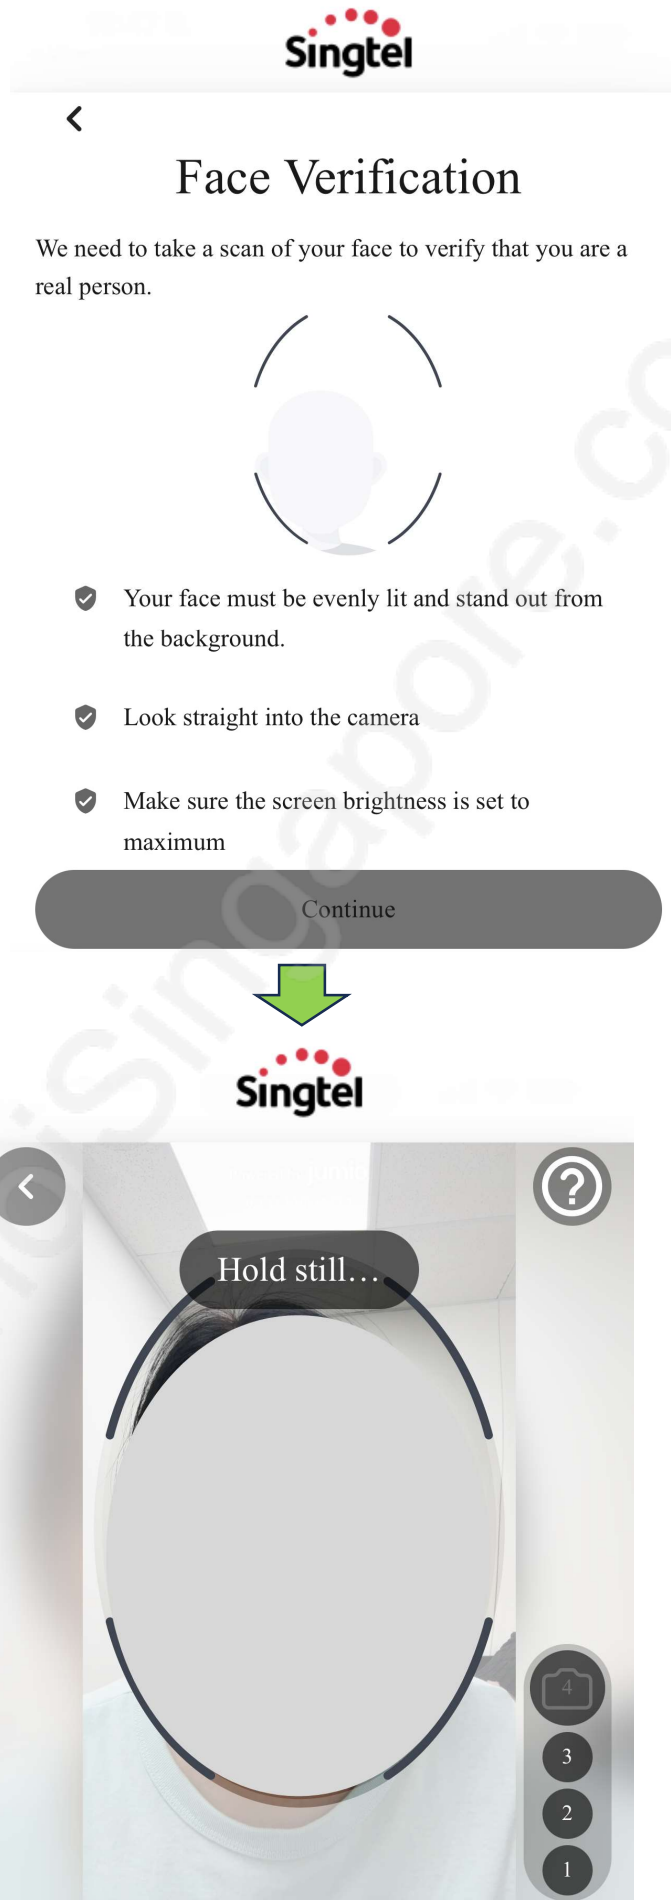 Singtel
Face Verification
We need to take a scan of your face to verify that you are a
real person.
Your face must be evenly lit and stand out from
the background.
Look straight into the camera
Make sure the screen brightness is set to
maximum
Continue
Singtel
Hold still...
4
3
2
1